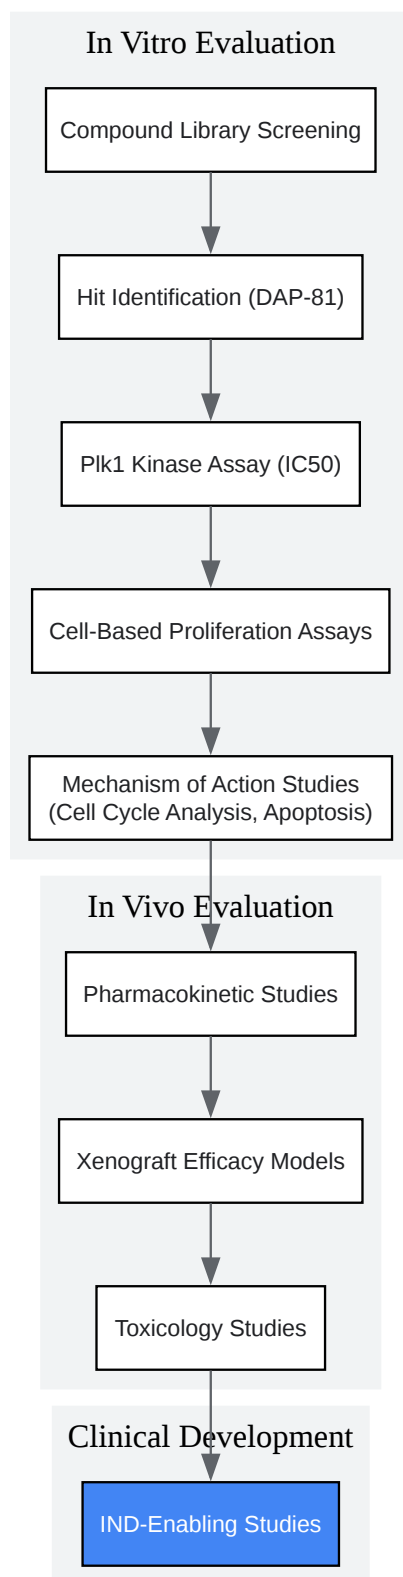 In Vitro Evaluation
Compound Library Screening
Hit Identification (DAP-81)
Plk1 Kinase Assay (IC50)
Cell-Based Proliferation Assays
Mechanism of Action Studies
(Cell Cycle Analysis, Apoptosis)
In Vivo Evaluation
Pharmacokinetic Studies
Xenograft Efficacy Models
Toxicology Studies
Clinical Development
IND-Enabling Studies